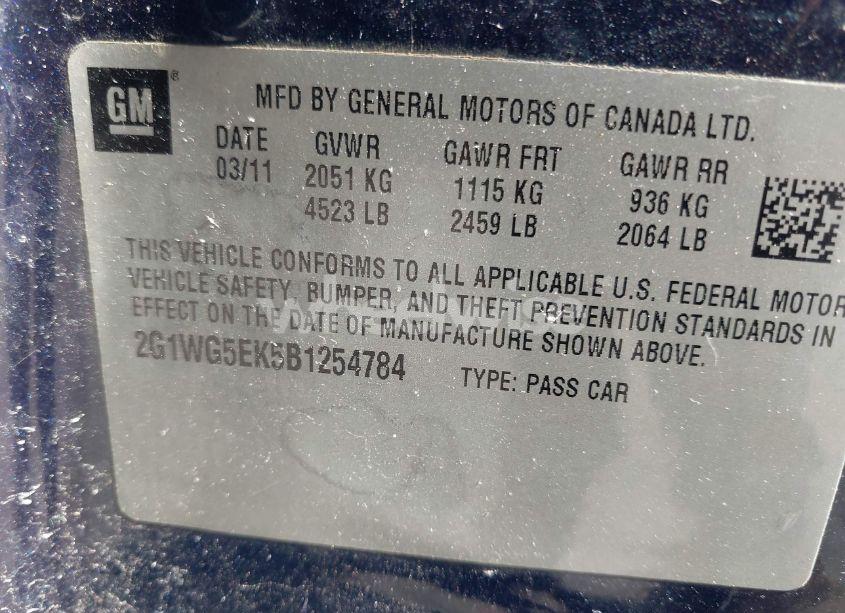 GM®
MFD BY GENERAL MOTORS OF CANADA LTD.
DATE GVWR GAWR FRT GAWR RR
03/11 2051 KG 1115 KG 936 KG
4523 LB 2459 LB 2064 LB
THIS VEHICLE CONFORMS TO ALL APPLICABLE U.S. FEDERAL MOTOR
VEHICLE SAFETY, BUMPER, AND THEFT PREVENTION STANDARDS IN
EFFECT ON THE DATE OF MANUFACTURE SHOWN ABOVE.
2G1WG5EK5B1254784 TYPE: PASS CAR